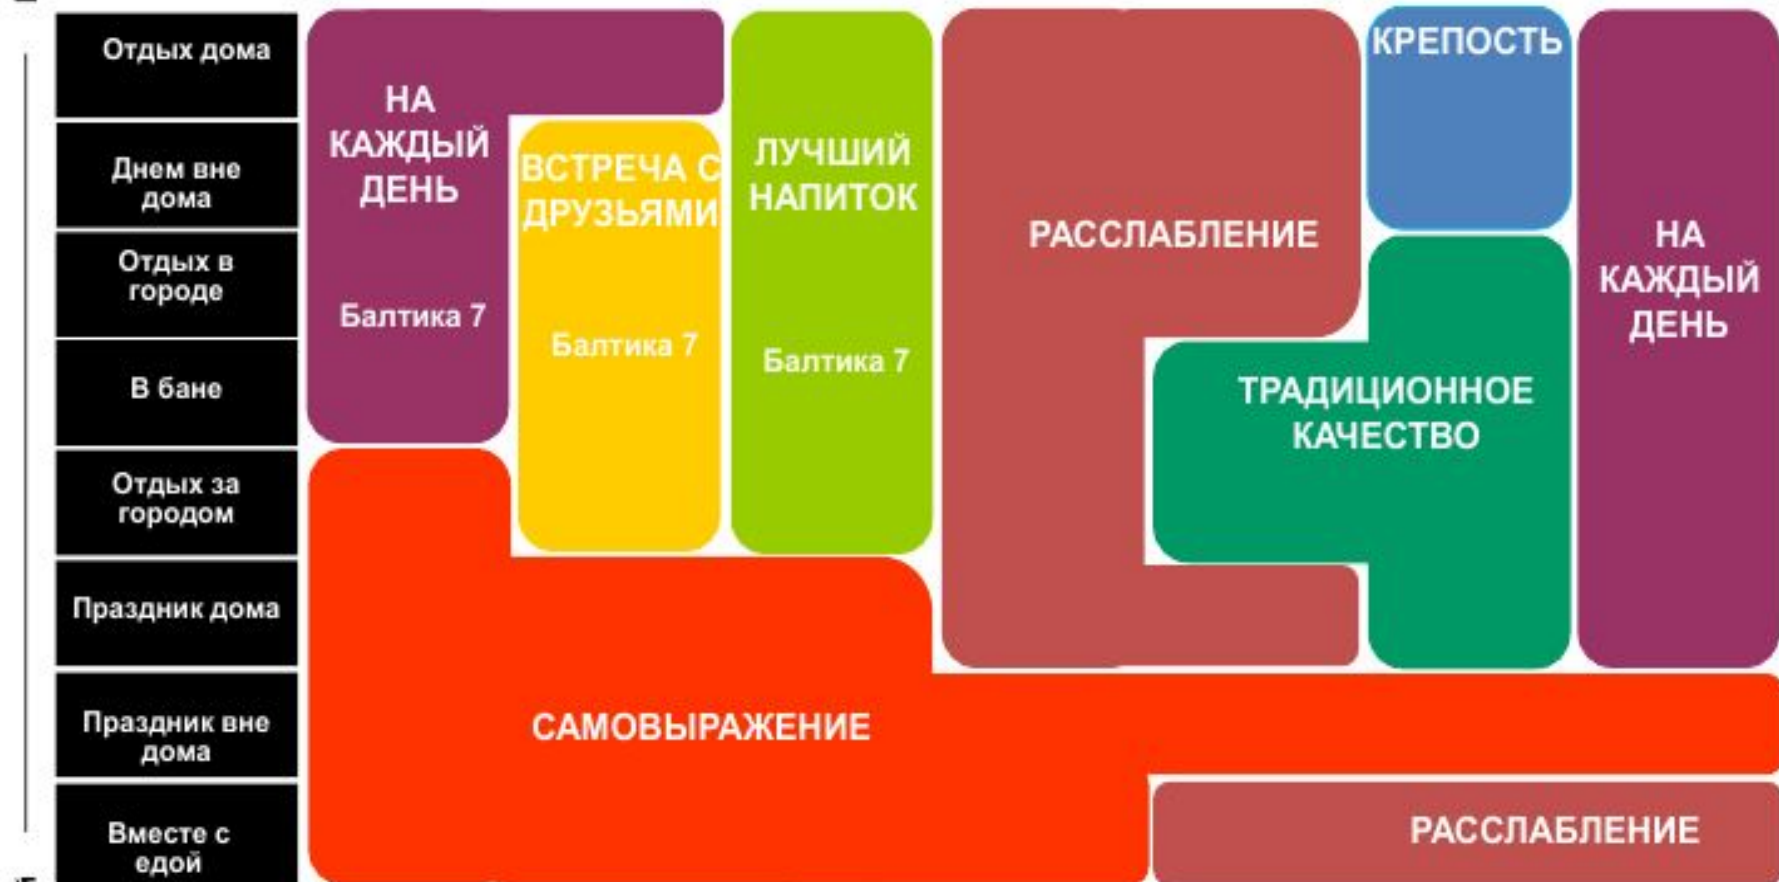 Отдых дома
Днем вне
дома
Отдых в
городе
В бане
Отдых за
городом
Праздник дома
Праздник вне
дома
Вместе с
едой
НА
КАЖДЫЙ
ДЕНЬ
Балтика 7
ВСТРЕЧА С
ДРУЗЬЯМИ
Балтика 7
ЛУЧШИЙ
НАПИТОК
Балтика 7
РАССЛАБЛЕНИЕ
КРЕПОСТЬ
ТРАДИЦИОННОЕ
КАЧЕСТВО
НА
КАЖДЫЙ
ДЕНЬ
САМОВЫРАЖЕНИЕ
РАССЛАБЛЕНИЕ